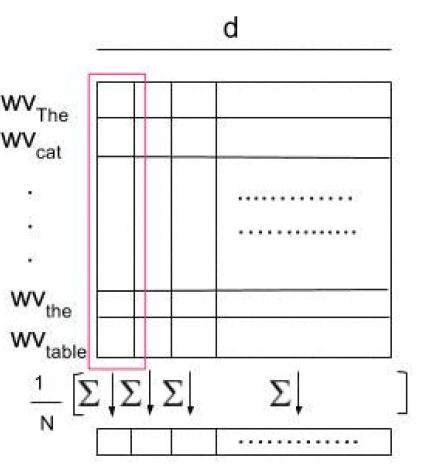 d
wv_The
wv_cat
.
.
.
wv_the
wv_table
.............
.............
1/N [Σ↓ Σ↓ Σ↓ Σ↓ ]
.............